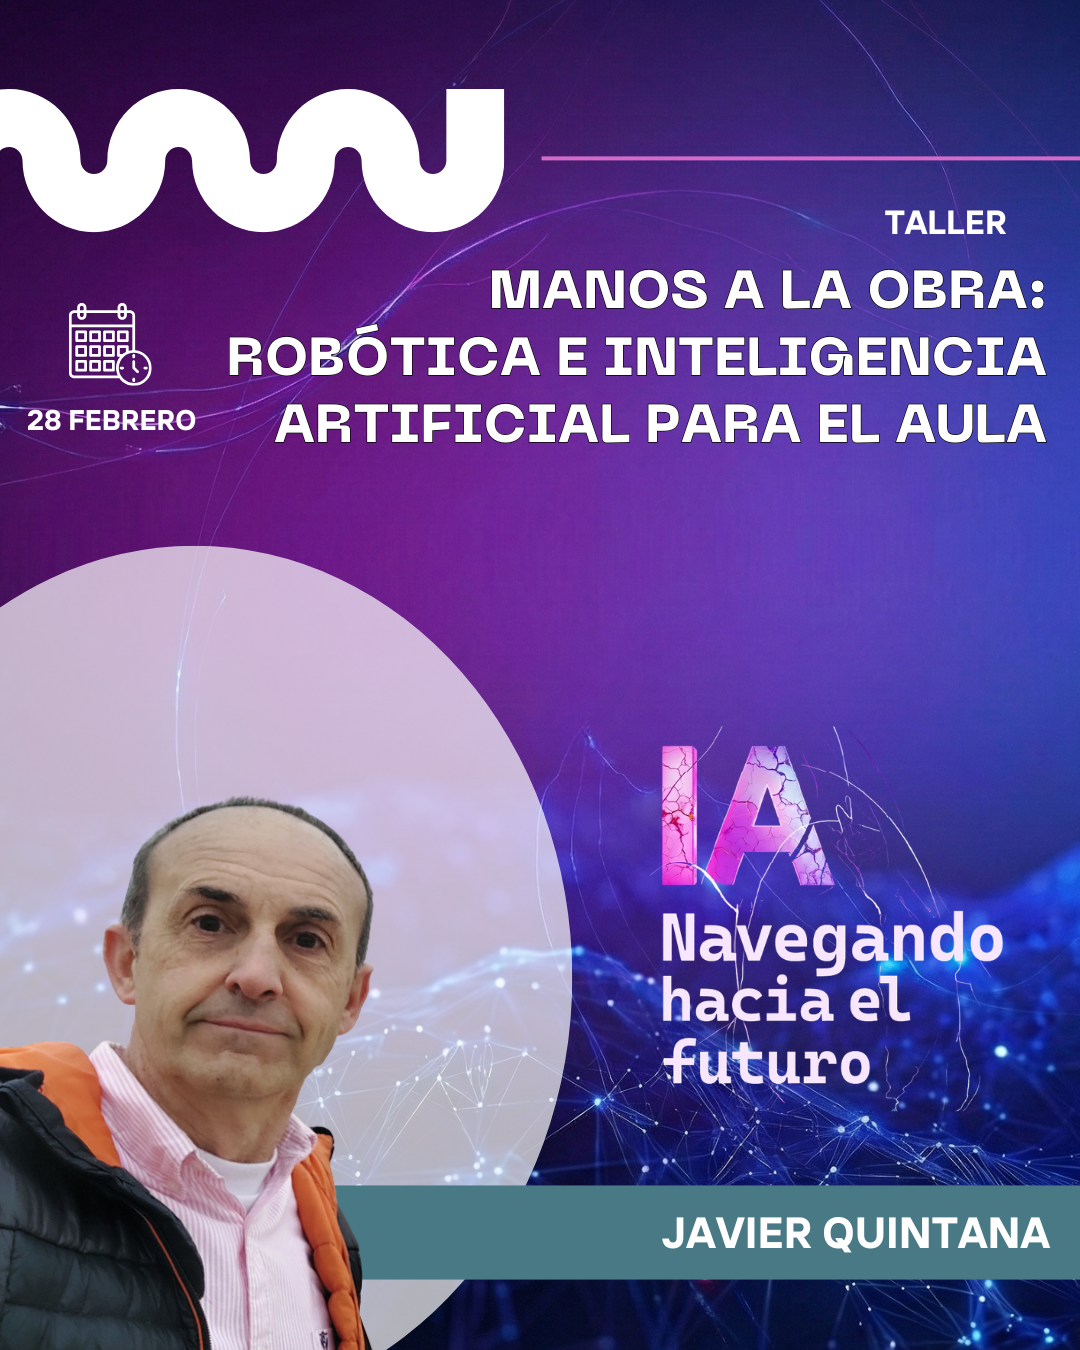 TALLER
MANOS A LA OBRA:
ROBÓTICA E INTELIGENCIA
ARTIFICIAL PARA EL AULA
28 FEBRERO
IA
Navegando
hacia el
futuro
JAVIER QUINTANA